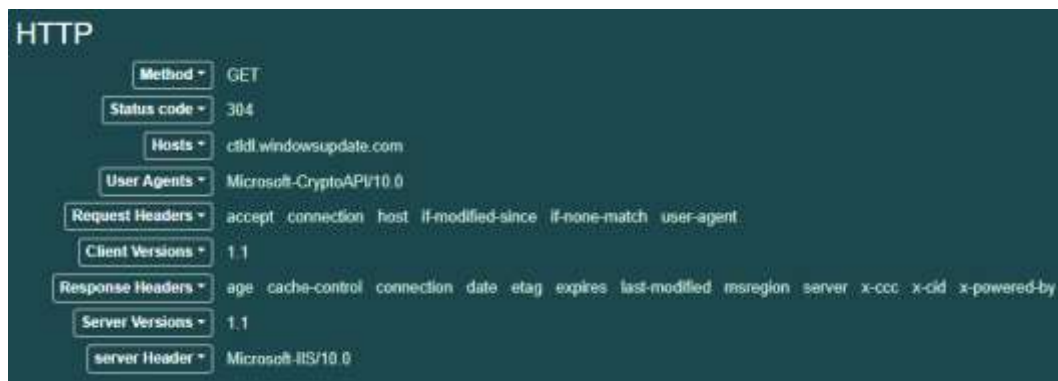 HTTP
Method GET
Status code 304
Hosts ctldl.windowsupdate.com
User Agents Microsoft-CryptoAPI/10.0
Request Headers accept connection host if-modified-since if-none-match user-agent
Client Versions 1.1
Response Headers age cache-control connection date etag expires last-modified msregion server x-ccc x-cid x-powered-by
Server Versions 1.1
server Header Microsoft-IIS/10.0